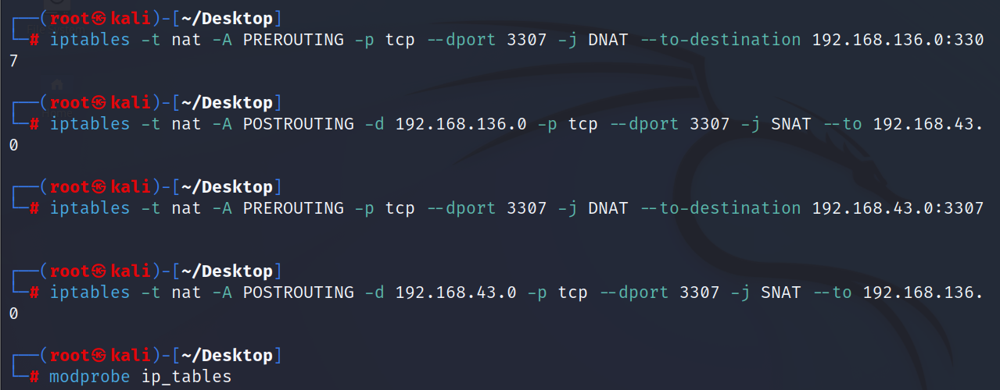 ┌──(root㉿kali)-[~/Desktop]
└─# iptables -t nat -A PREROUTING -p tcp --dport 3307 -j DNAT --to-destination 192.168.136.0:330
7
┌──(root㉿kali)-[~/Desktop]
└─# iptables -t nat -A POSTROUTING -d 192.168.136.0 -p tcp --dport 3307 -j SNAT --to 192.168.43.
0
┌──(root㉿kali)-[~/Desktop]
└─# iptables -t nat -A PREROUTING -p tcp --dport 3307 -j DNAT --to-destination 192.168.43.0:3307
┌──(root㉿kali)-[~/Desktop]
└─# iptables -t nat -A POSTROUTING -d 192.168.43.0 -p tcp --dport 3307 -j SNAT --to 192.168.136.
0
┌──(root㉿kali)-[~/Desktop]
└─# modprobe ip_tables